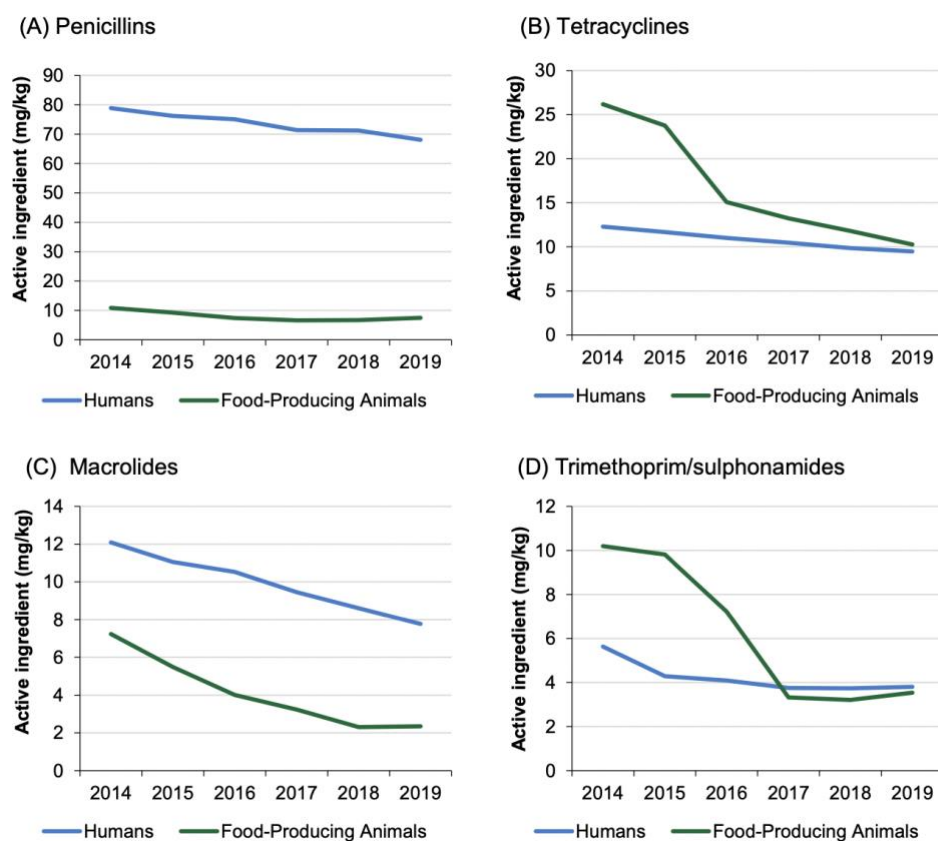 (A) Penicillins
Active ingredient (mg/kg)
90
80
70
60
50
40
30
20
10
0
2014 2015 2016 2017 2018 2019
Humans Food-Producing Animals
(B) Tetracyclines
Active ingredient (mg/kg)
30
25
20
15
10
5
0
2014 2015 2016 2017 2018 2019
Humans Food-Producing Animals
(C) Macrolides
Active ingredient (mg/kg)
14
12
10
8
6
4
2
0
2014 2015 2016 2017 2018 2019
Humans Food-Producing Animals
(D) Trimethoprim/sulphonamides
Active ingredient (mg/kg)
12
10
8
6
4
2
0
2014 2015 2016 2017 2018 2019
Humans Food-Producing Animals